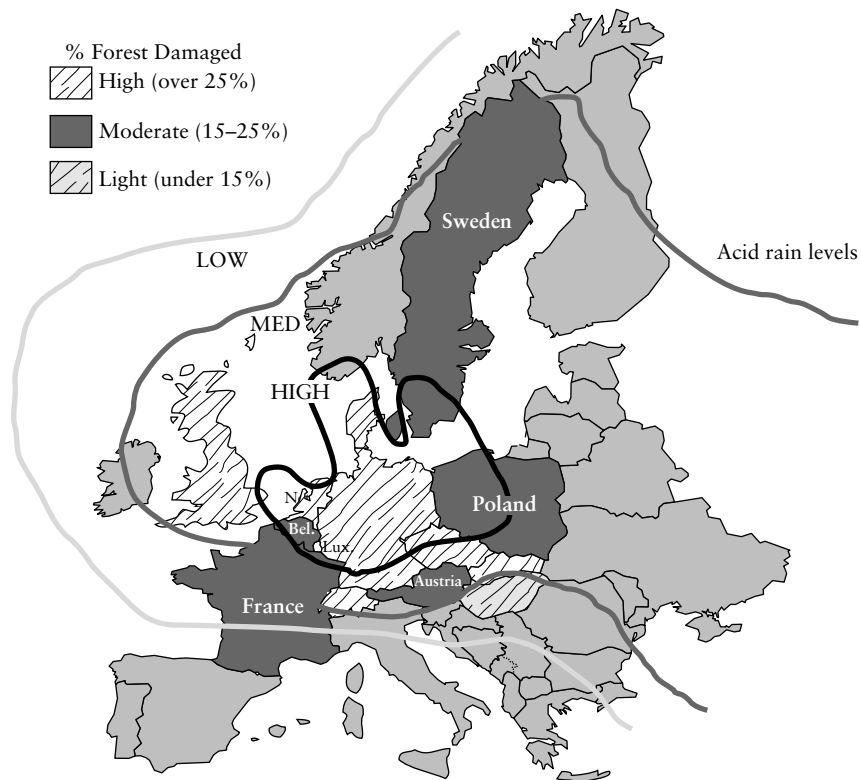 % Forest Damaged
High (over 25%)
Moderate (15–25%)
Light (under 15%)
Sweden
LOW
Acid rain levels
MED
HIGH
N
Poland
Bel.
Lux.
Austria
France